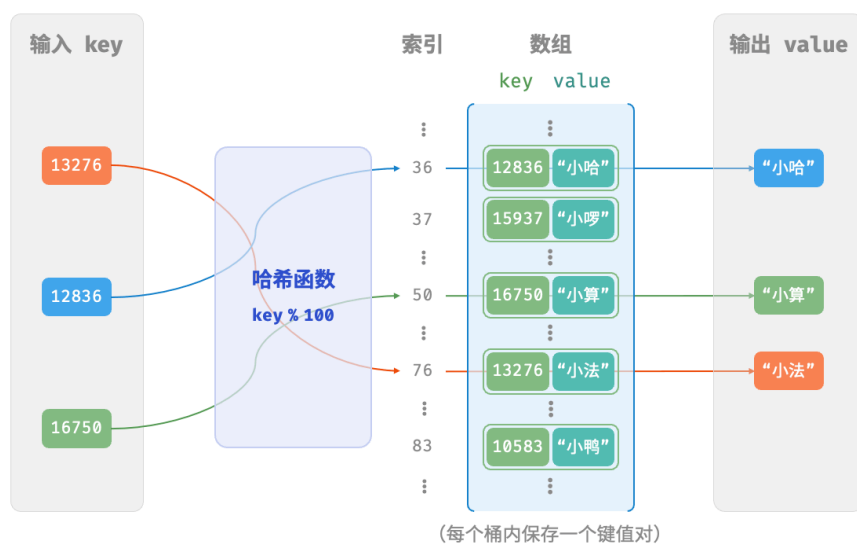 输入 key
索引
数组
输出 value
key value
13276
36
12836 “小哈”
“小哈”
37
15937 “小啰”
哈希函数
key % 100
12836
50
16750 “小算”
“小算”
76
13276 “小法”
“小法”
16750
83
10583 “小鸭”
(每个桶内保存一个键值对)